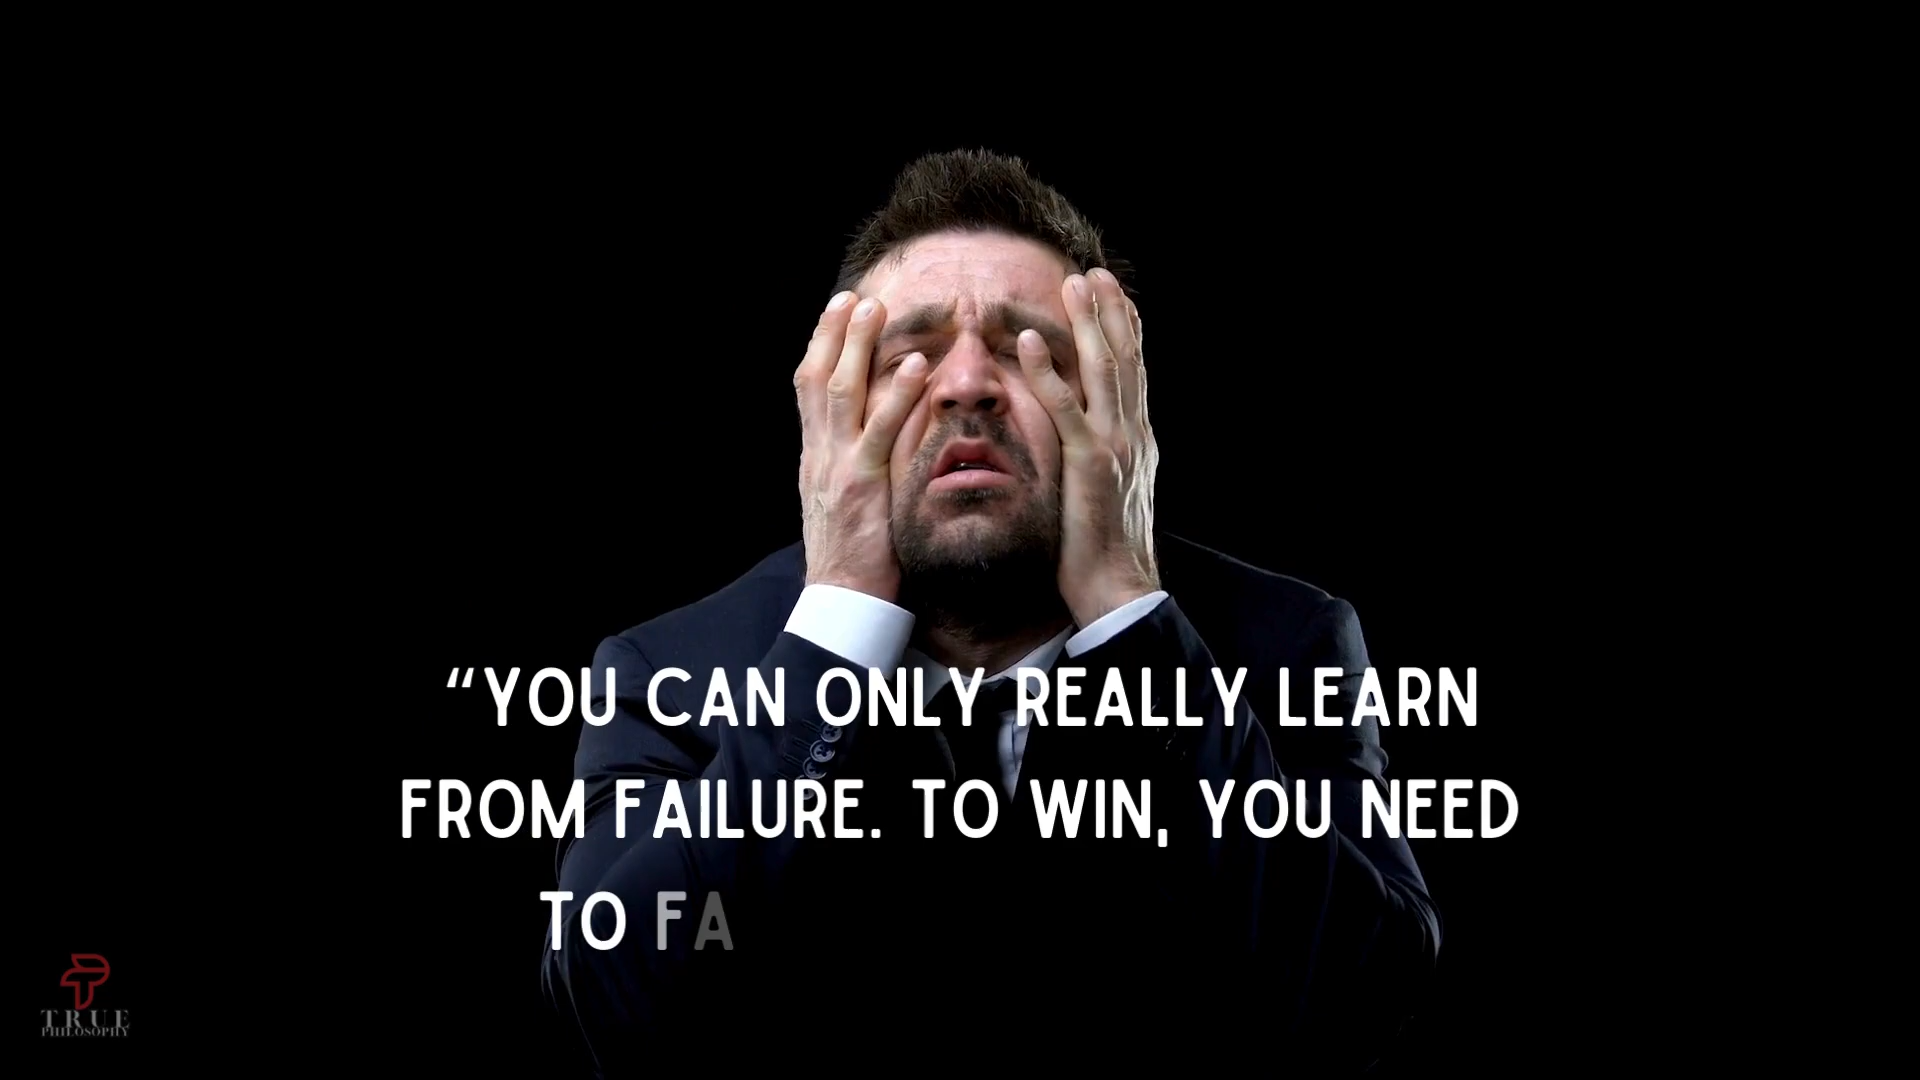 “YOU CAN ONLY REALLY LEARN
FROM FAILURE. TO WIN, YOU NEED
TO FA
TRUE
PHILOSOPHY